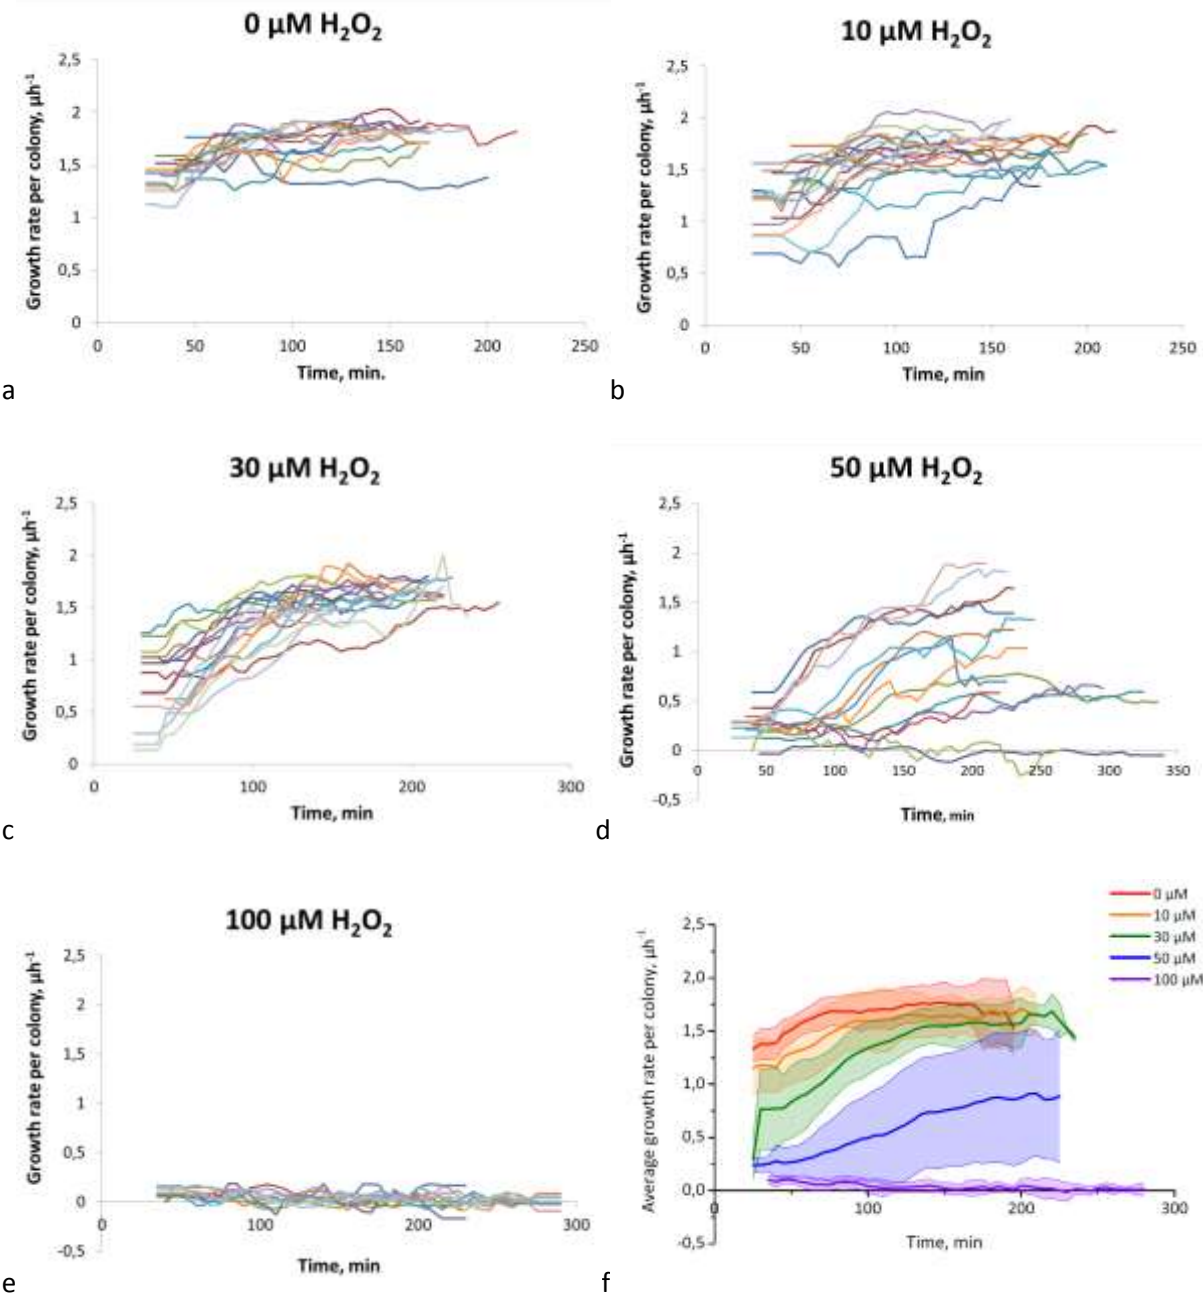 0 µM H₂O₂
Growth rate per colony, µh⁻¹
2,5
2
1,5
1
0,5
0
0 50 100 150 200 250
Time, min.
a
10 µM H₂O₂
Growth rate per colony, µh⁻¹
2,5
2
1,5
1
0,5
0
0 50 100 150 200 250
Time, min
b
30 µM H₂O₂
Growth rate per colony, µh⁻¹
2,5
2
1,5
1
0,5
0
0 100 200 300
Time, min
c
50 µM H₂O₂
Growth rate per colony, µh⁻¹
2,5
2
1,5
1
0,5
0
-0,5
0 50 100 150 200 250 300 350
Time, min
d
100 µM H₂O₂
Growth rate per colony, µh⁻¹
2,5
2
1,5
1
0,5
0
-0,5
0 100 200 300
Time, min
e
0 µM
10 µM
30 µM
50 µM
100 µM
Average growth rate per colony, µh⁻¹
2,5
2,0
1,5
1,0
0,5
0,0
-0,5
0 100 200 300
Time, min
f